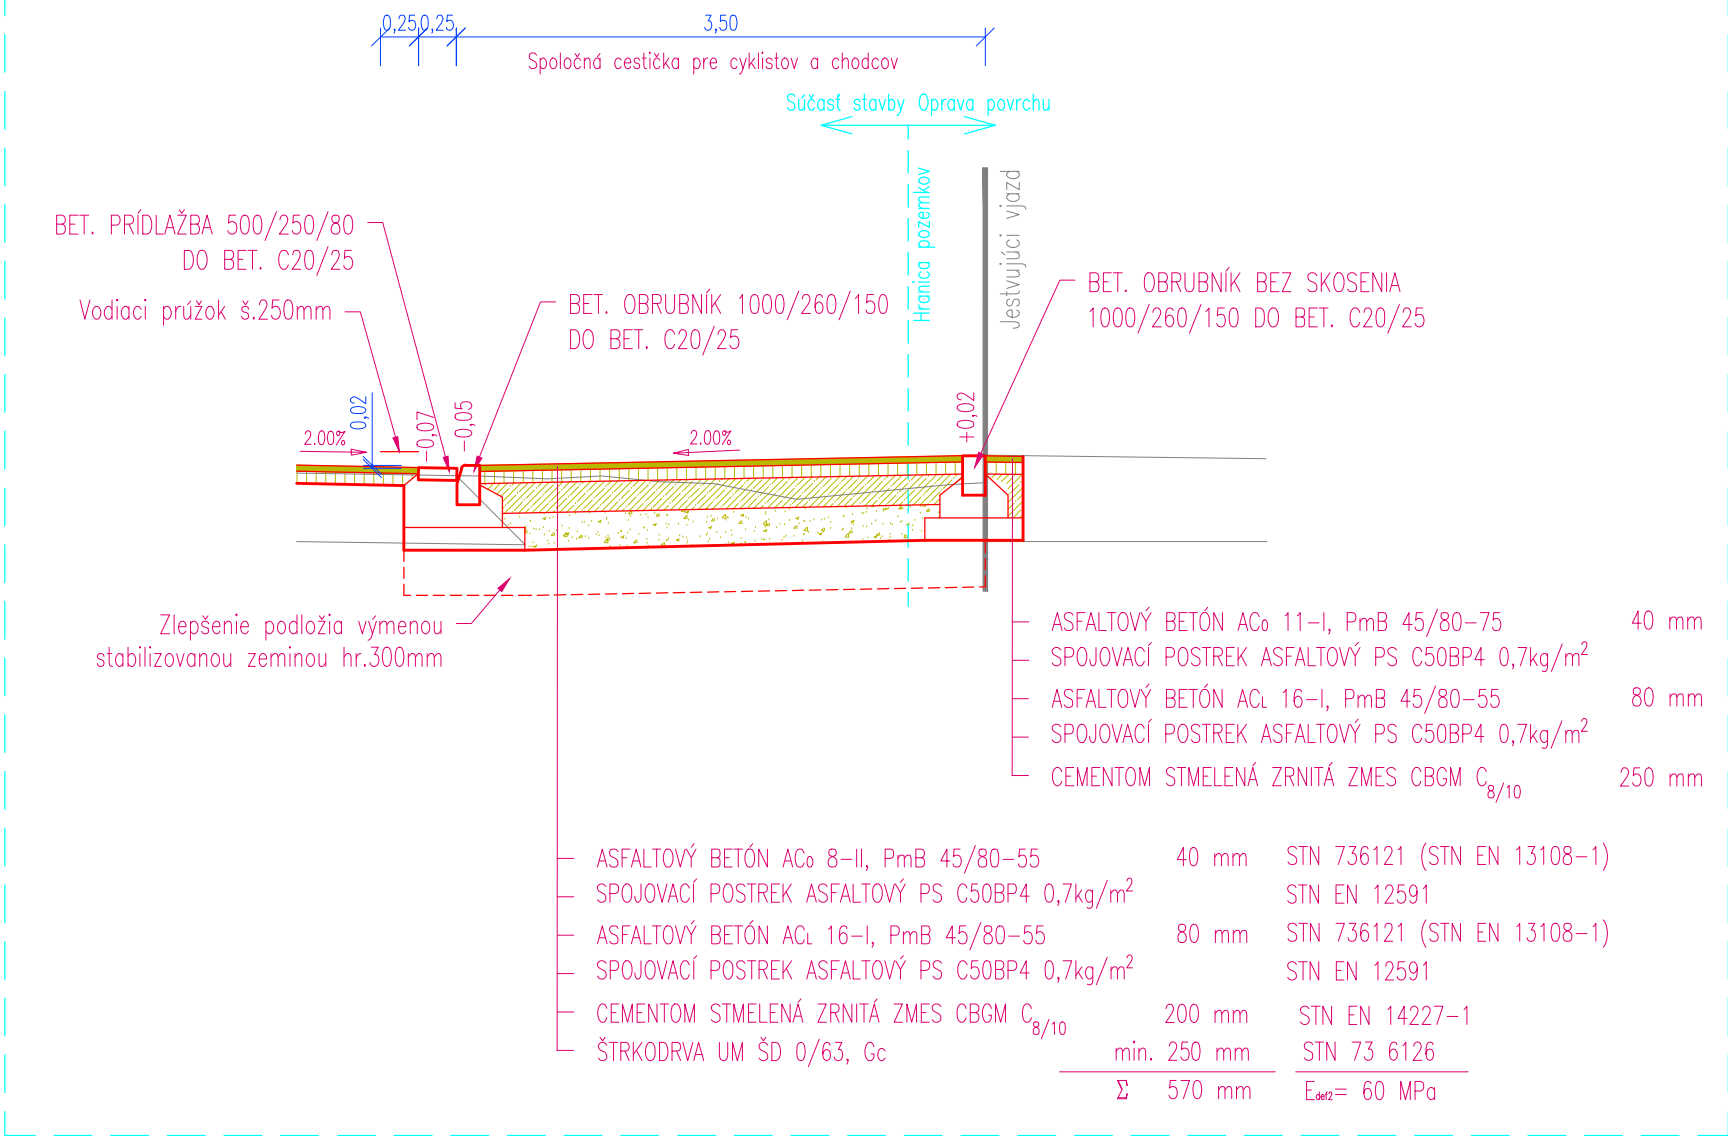 0,25 0,25 3,50
Spoločná cestička pre cyklistov a chodcov
Súčasť stavby Oprava povrchu
Hranica pozemkov
Jestvujúci vjazd
BET. PRÍDLAŽBA 500/250/80
DO BET. C20/25
Vodiaci prúžok š.250mm
BET. OBRUBNÍK 1000/260/150
DO BET. C20/25
BET. OBRUBNÍK BEZ SKOSENIA
1000/260/150 DO BET. C20/25
2.00%
0,02
-0,07
-0,05
2.00%
+0,02
Zlepšenie podložia výmenou
stabilizovanou zeminou hr.300mm
ASFALTOVÝ BETÓN ACo 11-I, PmB 45/80-75 40 mm
SPOJOVACÍ POSTREK ASFALTOVÝ PS C50BP4 0,7kg/m²
ASFALTOVÝ BETÓN ACL 16-I, PmB 45/80-55 80 mm
SPOJOVACÍ POSTREK ASFALTOVÝ PS C50BP4 0,7kg/m²
CEMENTOM STMELENÁ ZRNITÁ ZMES CBGM C8/10 250 mm
ASFALTOVÝ BETÓN ACo 8-II, PmB 45/80-55 40 mm STN 736121 (STN EN 13108-1)
SPOJOVACÍ POSTREK ASFALTOVÝ PS C50BP4 0,7kg/m² STN EN 12591
ASFALTOVÝ BETÓN ACL 16-I, PmB 45/80-55 80 mm STN 736121 (STN EN 13108-1)
SPOJOVACÍ POSTREK ASFALTOVÝ PS C50BP4 0,7kg/m² STN EN 12591
CEMENTOM STMELENÁ ZRNITÁ ZMES CBGM C8/10 200 mm STN EN 14227-1
ŠTRKODRVA UM ŠD 0/63, Gc min. 250 mm STN 73 6126
Σ 570 mm Edef2= 60 MPa